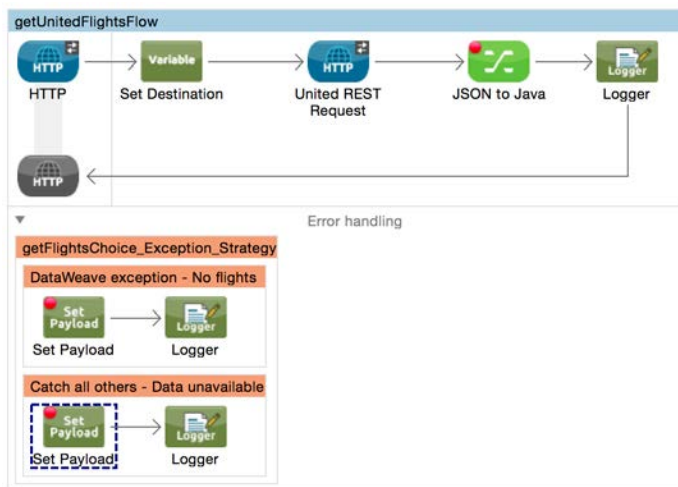 getUnitedFlightsFlow
HTTP
Variable
HTTP
Logger
HTTP
Set Destination
United REST
Request
JSON to Java
Logger
HTTP
Error handling
getFlightsChoice_Exception_Strategy
DataWeave exception - No flights
Set
Payload
Logger
Set Payload
Logger
Catch all others - Data unavailable
Set
Payload
Logger
Set Payload
Logger